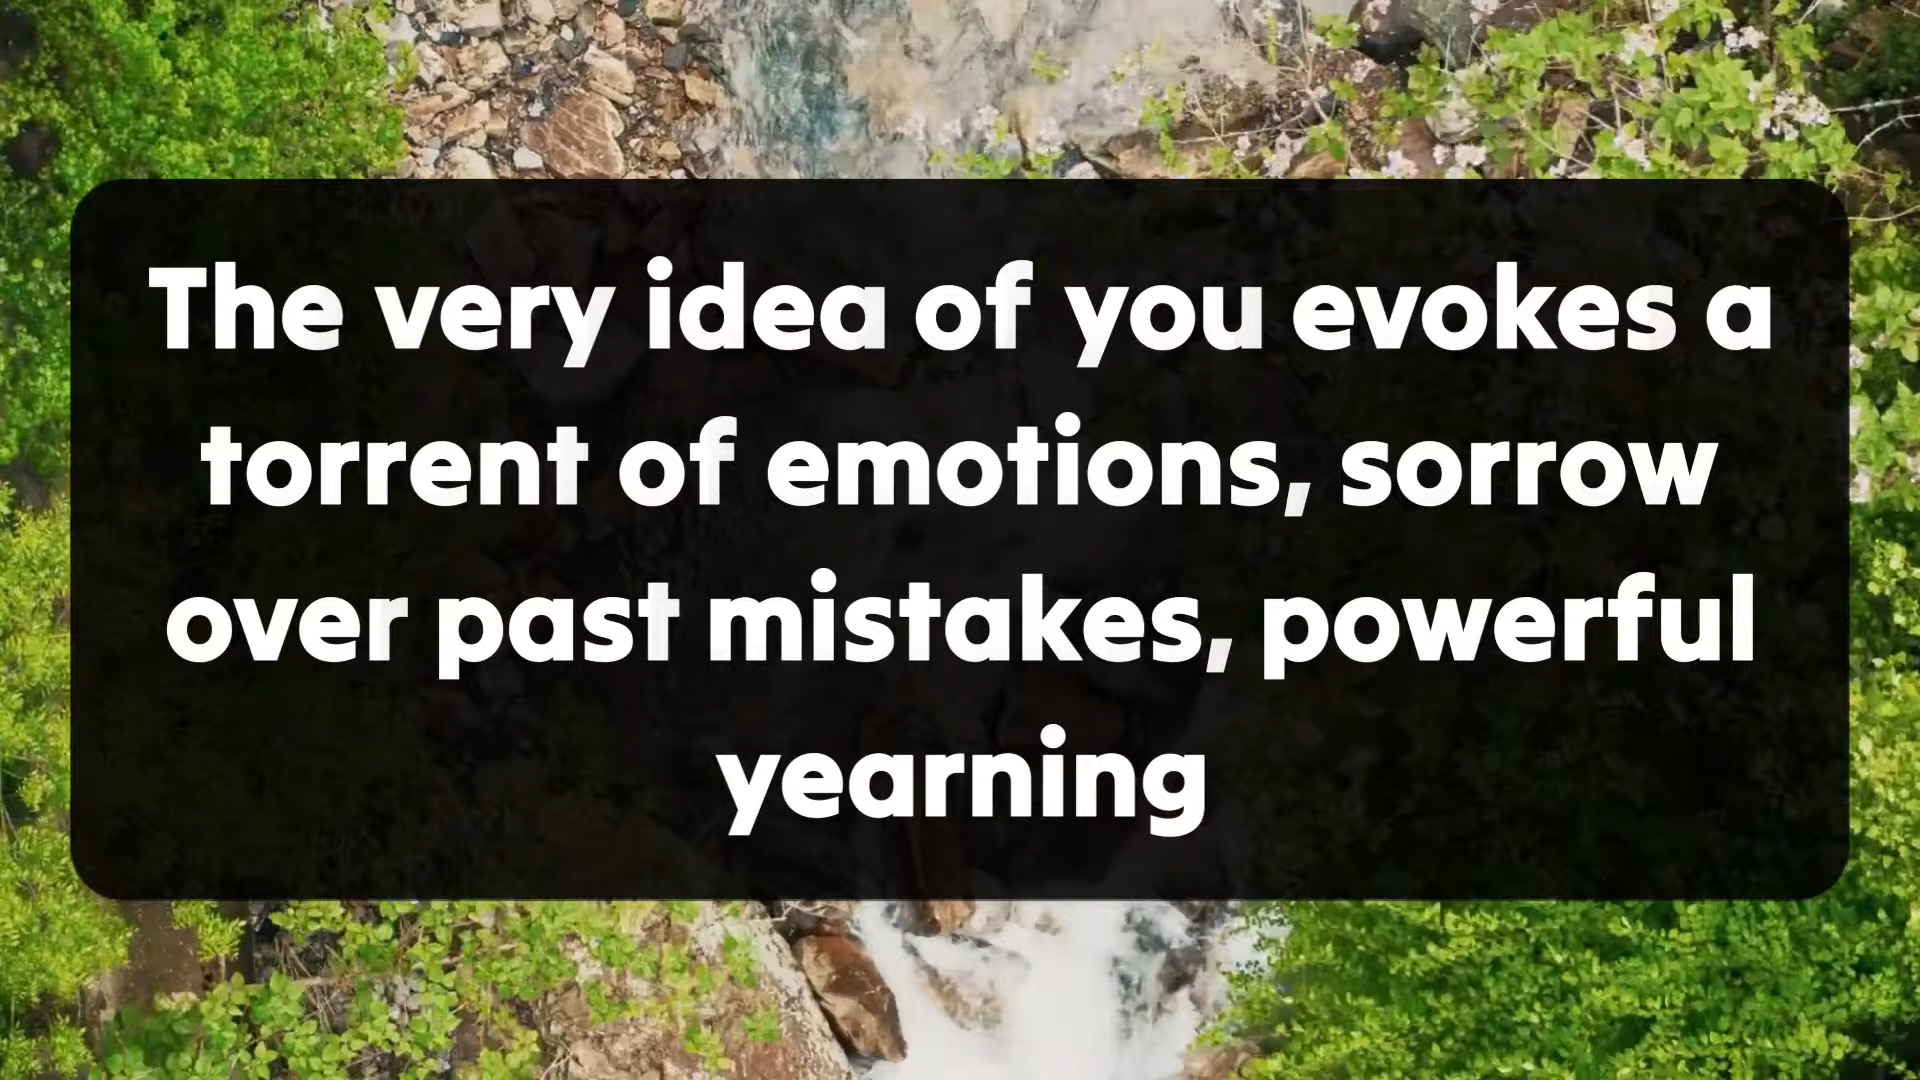 The very idea of you evokes a
torrent of emotions, sorrow
over past mistakes, powerful
yearning